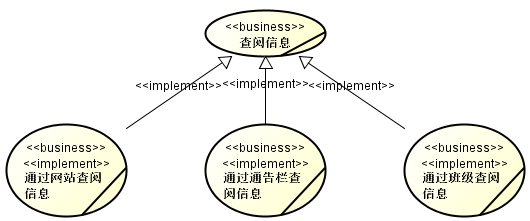 <<business>>
查阅信息
<<implement>>
<<implement>>
<<implement>>
<<business>>
<<implement>>
通过网站查阅
信息
<<business>>
<<implement>>
通过通告栏查
阅信息
<<business>>
<<implement>>
通过班级查阅
信息